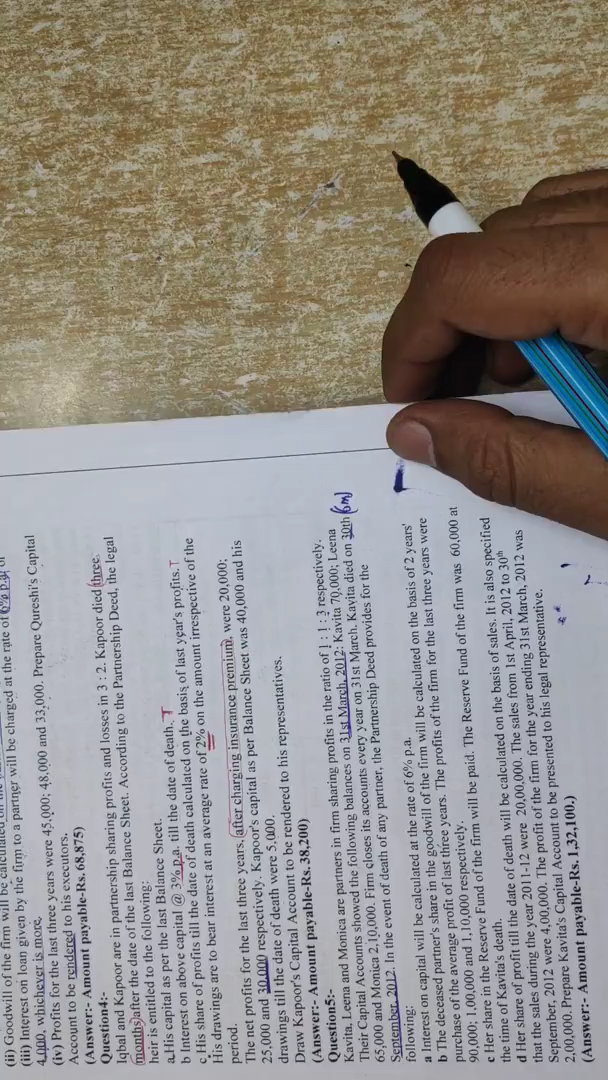 (ii) Goodwill of the firm will be calculated on the
(iii) Interest on loan given by the firm to a partner will be charged at the rate of 6% p.a. or
4,000, whichever is more.
(iv) Profits for the last three years were 45,000; 48,000 and 33,000. Prepare Qureshi's Capital
Account to be rendered to his executors.
(Answer:- Amount payable-Rs. 68,875)
Question4:-
Iqbal and Kapoor are in partnership sharing profits and losses in 3 : 2. Kapoor died three
months after the date of the last Balance Sheet. According to the Partnership Deed, the legal
heir is entitled to the following:
a His capital as per the last Balance Sheet.
b Interest on above capital @ 3% p.a. till the date of death. T
c His share of profits till the date of death calculated on the basis of last year's profits. T
His drawings are to bear interest at an average rate of 2% on the amount irrespective of the
period.
The net profits for the last three years, after charging insurance premium, were 20,000;
25,000 and 30,000 respectively. Kapoor's capital as per Balance Sheet was 40,000 and his
drawings till the date of death were 5,000.
Draw Kapoor's Capital Account to be rendered to his representatives.
(Answer:- Amount payable-Rs.38,200)
Question5:-
Kavita, Leena and Monica are partners in firm sharing profits in the ratio of 1 : 1 : 3 respectively.
Their Capital Accounts showed the following balances on 31st March, 2012: Kavita 70,000; Leena
65,000 and Monica 2,10,000. Firm closes its accounts every year on 31st March. Kavita died on 30th (6m)
September, 2012. In the event of death of any partner, the Partnership Deed provides for the
following:
a Interest on capital will be calculated at the rate of 6% p.a.
b The deceased partner's share in the goodwill of the firm will be calculated on the basis of 2 years'
purchase of the average profit of last three years. The profits of the firm for the last three years were
90,000; 1,00,000 and 1,10,000 respectively.
c Her share in the Reserve Fund of the firm will be paid. The Reserve Fund of the firm was 60,000 at
the time of Kavita's death.
d Her share of profit till the date of death will be calculated on the basis of sales. It is also specified
that the sales during the year 2011-12 were 20,00,000. The sales from 1st April, 2012 to 30th
September, 2012 were 4,00,000. The profit of the firm for the year ending 31st March, 2012 was
2,00,000. Prepare Kavita's Capital Account to be presented to his legal representative.
(Answer:- Amount payable-Rs.1,32,100.)